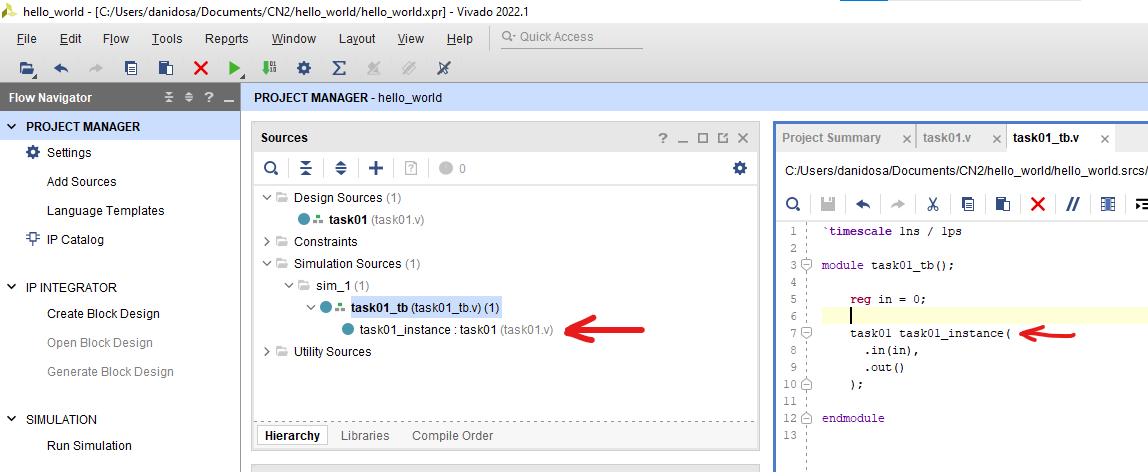 hello_world - [C:/Users/danidosa/Documents/CN2/hello_world/hello_world.xpr] - Vivado 2022.1
File Edit Flow Tools Reports Window Layout View Help Quick Access
Flow Navigator
PROJECT MANAGER
Settings
Add Sources
Language Templates
IP Catalog
IP INTEGRATOR
Create Block Design
Open Block Design
Generate Block Design
SIMULATION
Run Simulation
PROJECT MANAGER - hello_world
Sources
0
Design Sources (1)
task01 (task01.v)
Constraints
Simulation Sources (1)
sim_1 (1)
task01_tb (task01_tb.v) (1)
task01_instance : task01 (task01.v)
Utility Sources
Hierarchy Libraries Compile Order
Project Summary task01.v task01_tb.v
C:/Users/danidosa/Documents/CN2/hello_world/hello_world.srcs/
1 `timescale 1ns / 1ps
2
3 module task01_tb();
4
5 reg in = 0;
6
7 task01 task01_instance(
8 .in(in),
9 .out()
10 );
11
12 endmodule
13